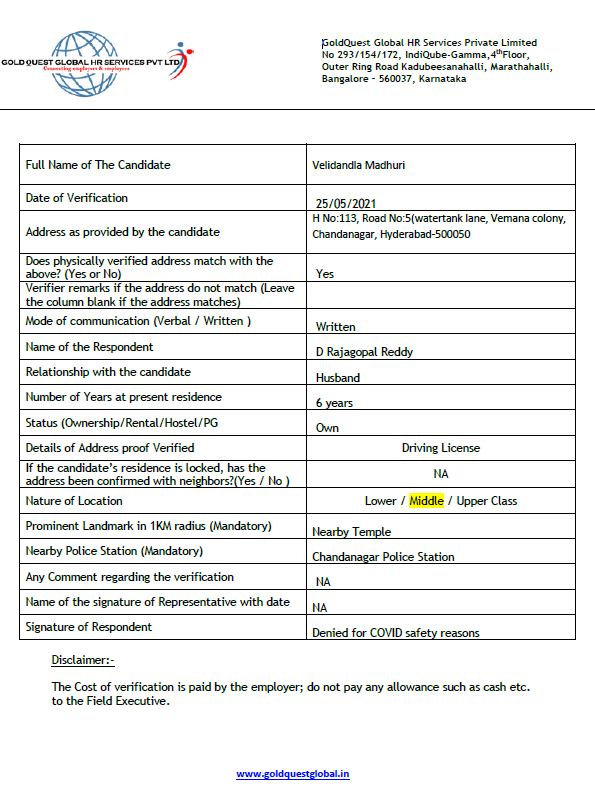 GOLDQUEST GLOBAL HR SERVICES PVT LTD
Connecting employers & employees
GoldQuest Global HR Services Private Limited
No 293/154/172, IndiQube-Gamma,4thFloor,
Outer Ring Road Kadubeesanahalli, Marathahalli,
Bangalore - 560037, Karnataka
Full Name of The Candidate
Velidandla Madhuri
Date of Verification
25/05/2021
Address as provided by the candidate
H No:113, Road No:5(watertank lane, Vemana colony,
Chandanagar, Hyderabad-500050
Does physically verified address match with the
above? (Yes or No)
Yes
Verifier remarks if the address do not match (Leave
the column blank if the address matches)
Mode of communication (Verbal / Written )
Written
Name of the Respondent
D Rajagopal Reddy
Relationship with the candidate
Husband
Number of Years at present residence
6 years
Status (Ownership/Rental/Hostel/PG
Own
Details of Address proof Verified
Driving License
If the candidate's residence is locked, has the
address been confirmed with neighbors?(Yes / No )
NA
Nature of Location
Lower / Middle / Upper Class
Prominent Landmark in 1KM radius (Mandatory)
Nearby Temple
Nearby Police Station (Mandatory)
Chandanagar Police Station
Any Comment regarding the verification
NA
Name of the signature of Representative with date
NA
Signature of Respondent
Denied for COVID safety reasons
Disclaimer:-
The Cost of verification is paid by the employer; do not pay any allowance such as cash etc.
to the Field Executive.
www.goldquestglobal.in